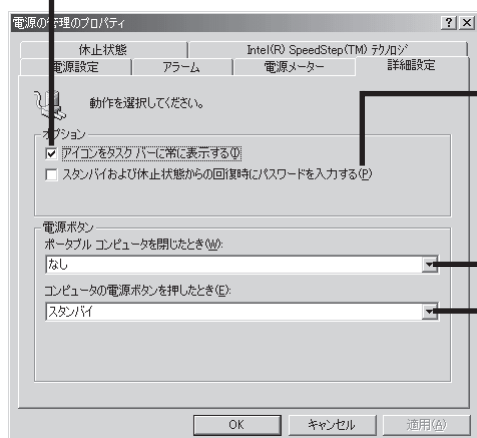 電源の管理のプロパティ
休止状態
Intel(R) SpeedStep(TM) テクノロジ
電源設定
アラーム
電源メーター
詳細設定
動作を選択してください。
オプション
アイコンをタスク バーに常に表示する(I)
スタンバイおよび休止状態からの回復時にパスワードを入力する(P)
電源ボタン
ポータブル コンピュータを閉じたとき(W):
なし
コンピュータの電源ボタンを押したとき(E):
スタンバイ
OK
キャンセル
適用(A)